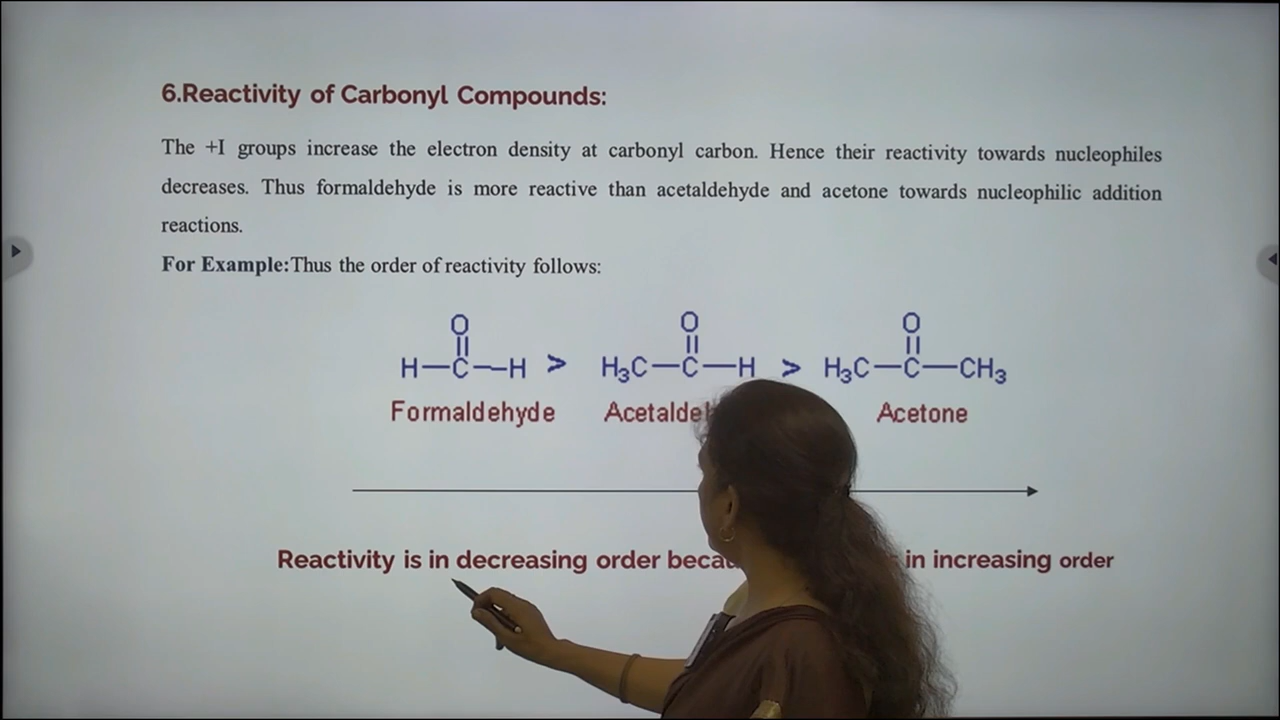 6.Reactivity of Carbonyl Compounds:
The +I groups increase the electron density at carbonyl carbon. Hence their reactivity towards nucleophiles
decreases. Thus formaldehyde is more reactive than acetaldehyde and acetone towards nucleophilic addition
reactions.
For Example:Thus the order of reactivity follows:
O O O
H—C—H > H₃C—C—H > H₃C—C—CH₃
Formaldehyde Acetone
Reactivity is in decreasing order in increasing order